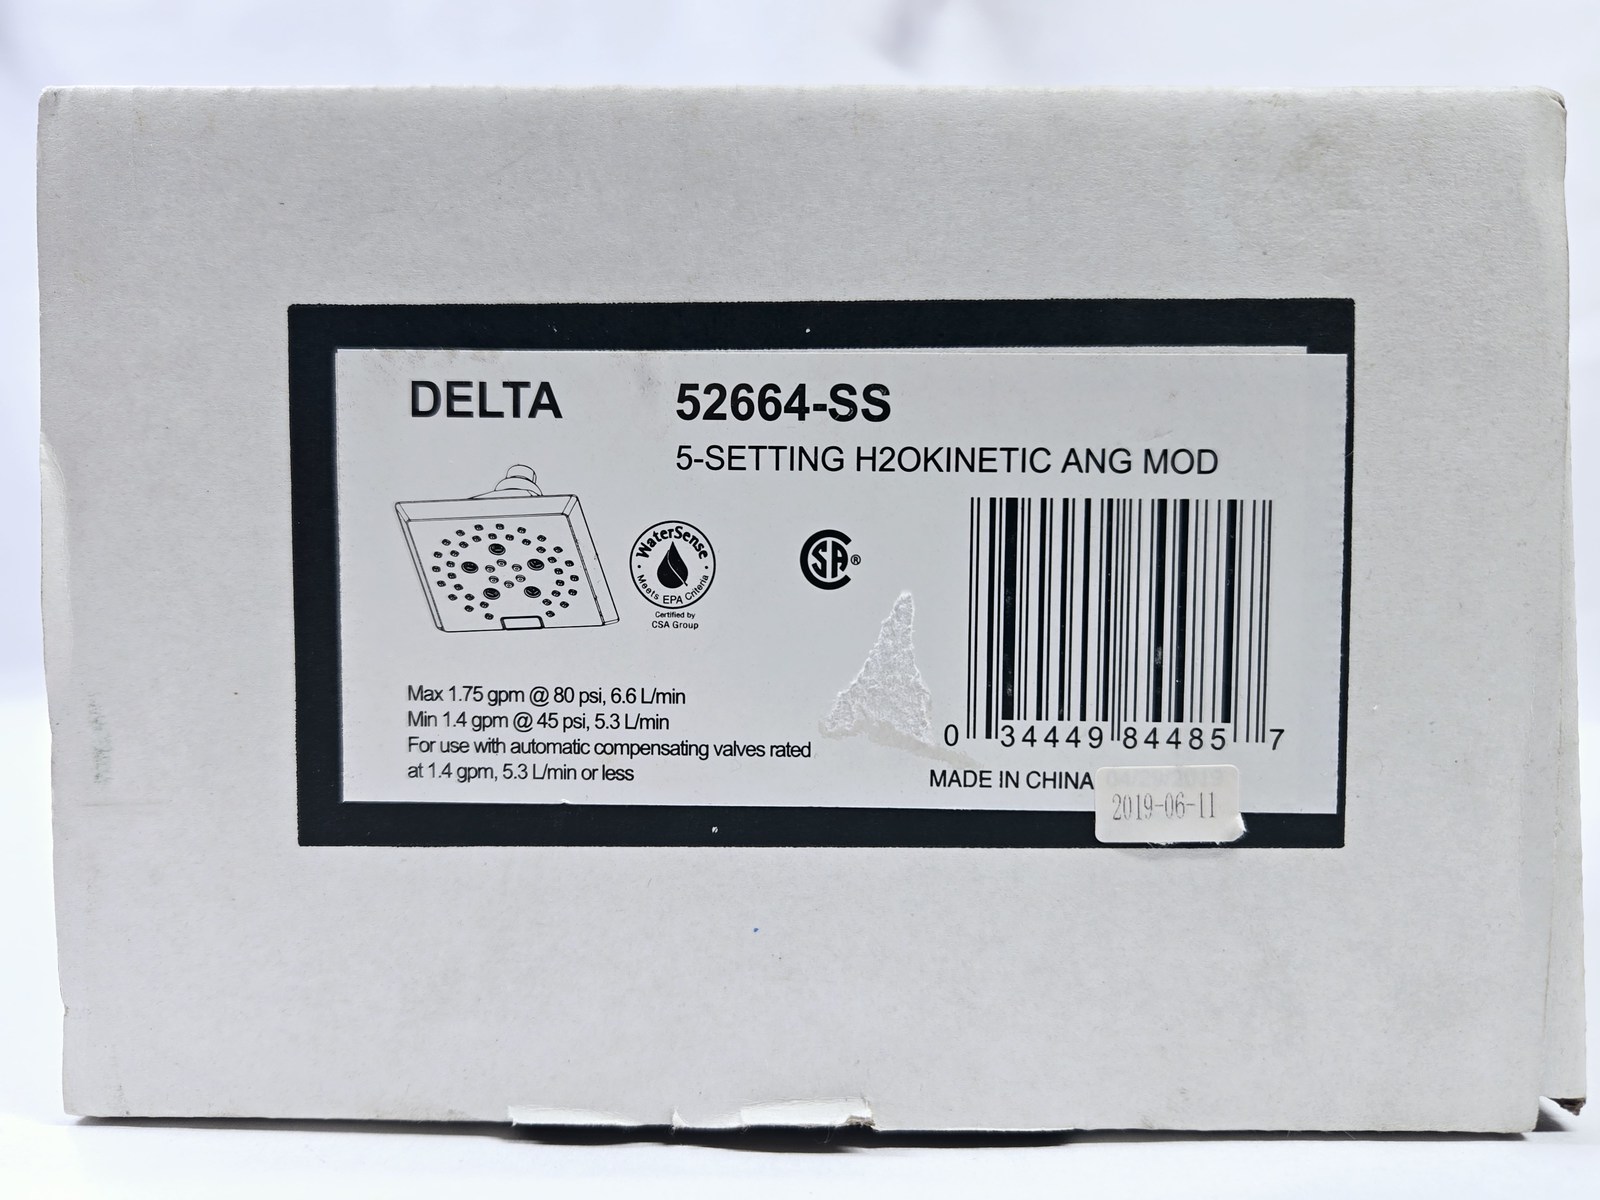 DELTA
52664-SS
5-SETTING H2OKINETIC ANG MOD
WaterSense
Meets EPA Criteria
Certified by
CSA Group
CSA®
Max 1.75 gpm @ 80 psi, 6.6 L/min
Min 1.4 gpm @ 45 psi, 5.3 L/min
For use with automatic compensating valves rated
at 1.4 gpm, 5.3 L/min or less
0 34449 84485 7
MADE IN CHINA
2019-06-11